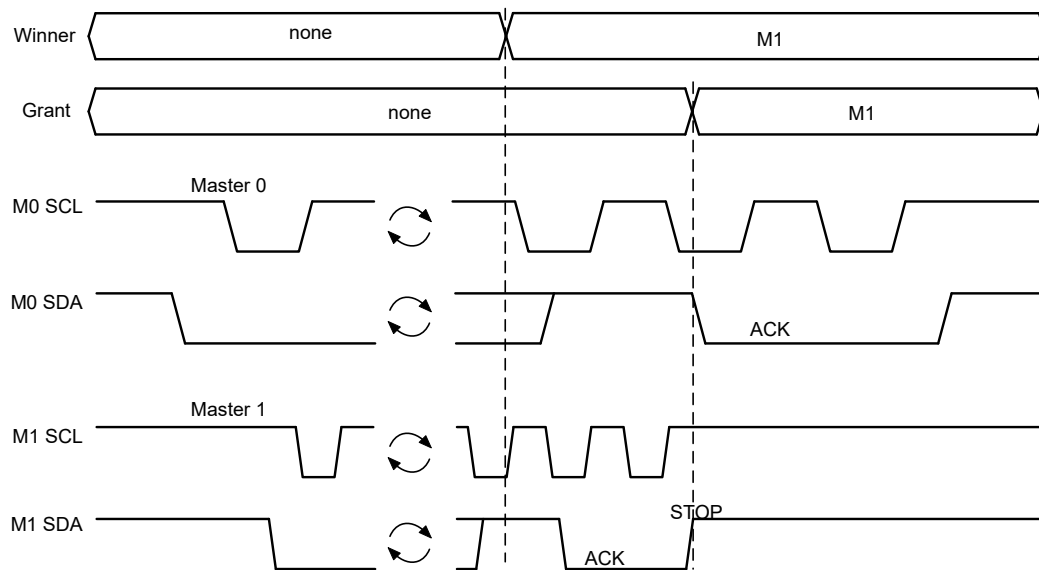 Winner
none
M1
Grant
none
M1
Master 0
M0 SCL
M0 SDA
ACK
Master 1
M1 SCL
STOP
M1 SDA
ACK